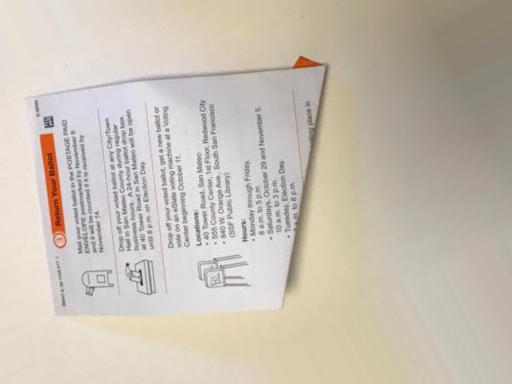 3 Return Your Ballot
Mail your voted ballot in the POSTAGE PAID
ENVELOPE postmarked by November 8
and it will be counted if it is received by
November 14.
Drop off your voted ballot at any City/Town
Hall in San Mateo County during regular
business hours. A 24-hour ballot drop box
at 40 Tower Road in San Mateo will be open
until 8 p.m. on Election Day.
Drop off your voted ballot, get a new ballot or
vote on an eSlate voting machine at a Voting
Center beginning October 11.
Locations:
• 40 Tower Road, San Mateo
• 555 County Center, 1st Floor, Redwood City
• 840 W. Orange Ave., South San Francisco
(SSF Public Library)
Hours:
• Monday through Friday,
8 a.m. to 5 p.m.
• Saturdays, October 29 and November 5,
10 a.m. to 3 p.m.
• Tuesday, Election Day,
a.m. to 8 p.m.
place in